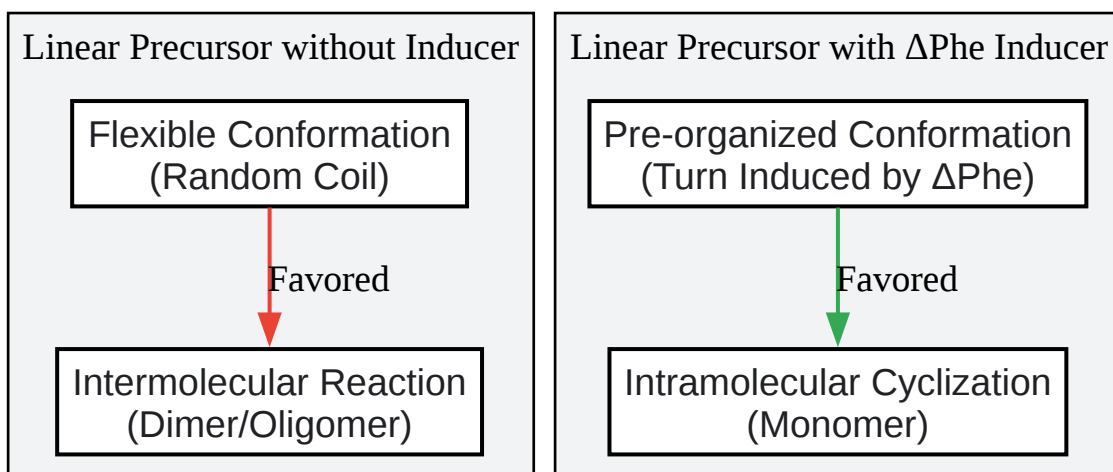 Linear Precursor without Inducer
Flexible Conformation
(Random Coil)
Favored
Intermolecular Reaction
(Dimer/Oligomer)
Linear Precursor with ΔPhe Inducer
Pre-organized Conformation
(Turn Induced by ΔPhe)
Favored
Intramolecular Cyclization
(Monomer)